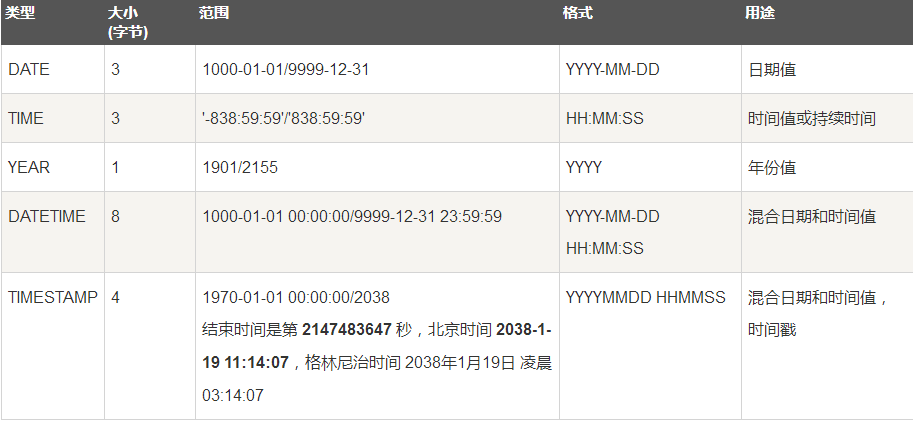 类型 大小 范围 格式 用途
(字节)
DATE 3 1000-01-01/9999-12-31 YYYY-MM-DD 日期值
TIME 3 '-838:59:59'/'838:59:59' HH:MM:SS 时间值或持续时间
YEAR 1 1901/2155 YYYY 年份值
DATETIME 8 1000-01-01 00:00:00/9999-12-31 23:59:59 YYYY-MM-DD 混合日期和时间值
HH:MM:SS
TIMESTAMP 4 1970-01-01 00:00:00/2038 YYYYMMDD HHMMSS 混合日期和时间值，
结束时间是第 2147483647 秒，北京时间 2038-1- 时间戳
19 11:14:07，格林尼治时间 2038年1月19日 凌晨
03:14:07